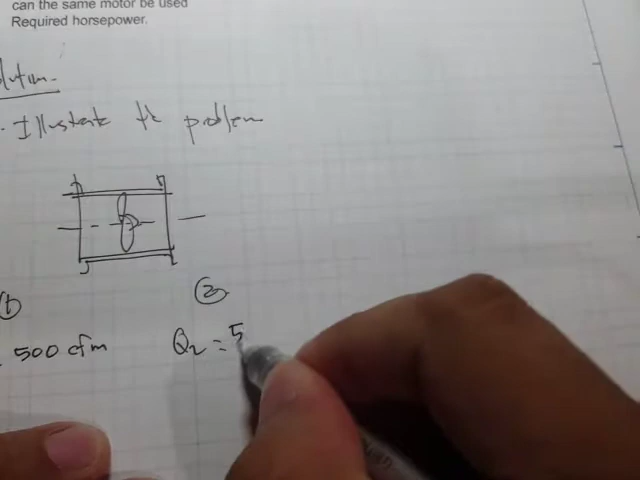 can the same motor be used
Required horsepower.
lution.
. Illustrate the problem
① ②
500 cfm Q₂ = 5